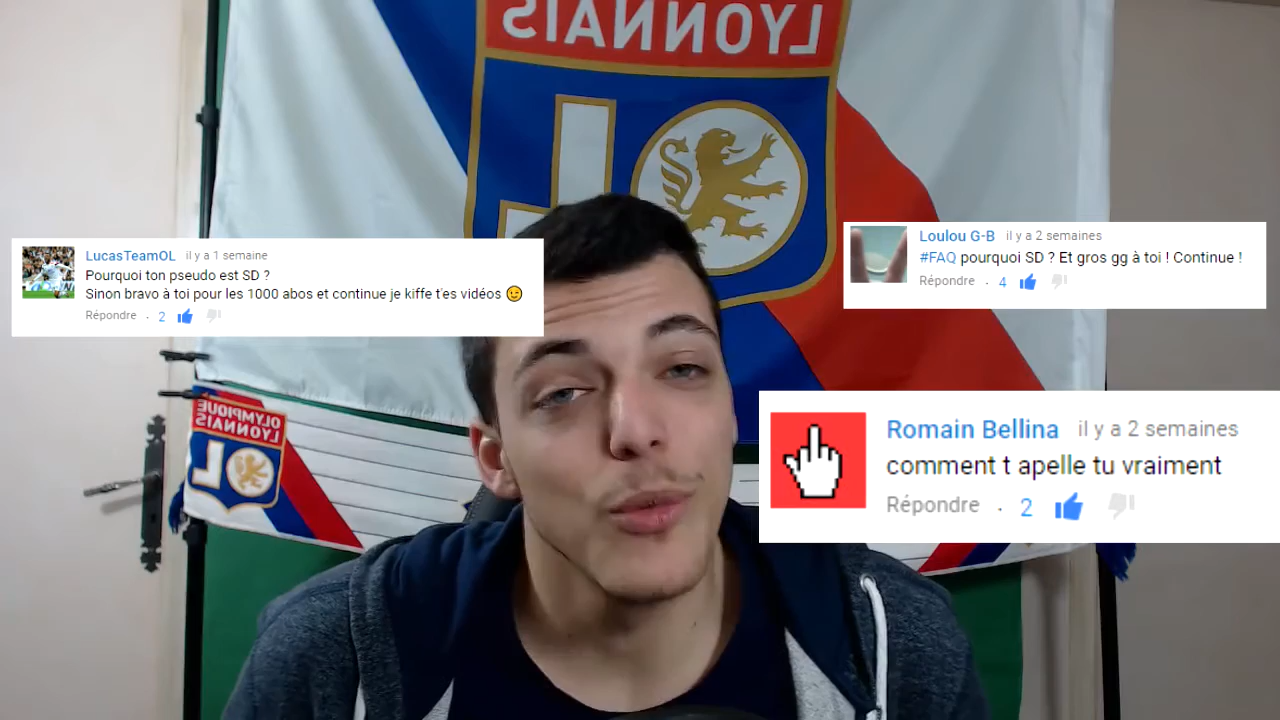 LYONNAIS
OL
LucasTeamOL il y a 1 semaine
Pourquoi ton pseudo est SD ?
Sinon bravo à toi pour les 1000 abos et continue je kiffe t'es vidéos 😉
Répondre · 2
Loulou G-B il y a 2 semaines
#FAQ pourquoi SD ? Et gros gg à toi ! Continue !
Répondre · 4
OLYMPIQUE
LYONNAIS
L
Romain Bellina il y a 2 semaines
comment t apelle tu vraiment
Répondre · 2